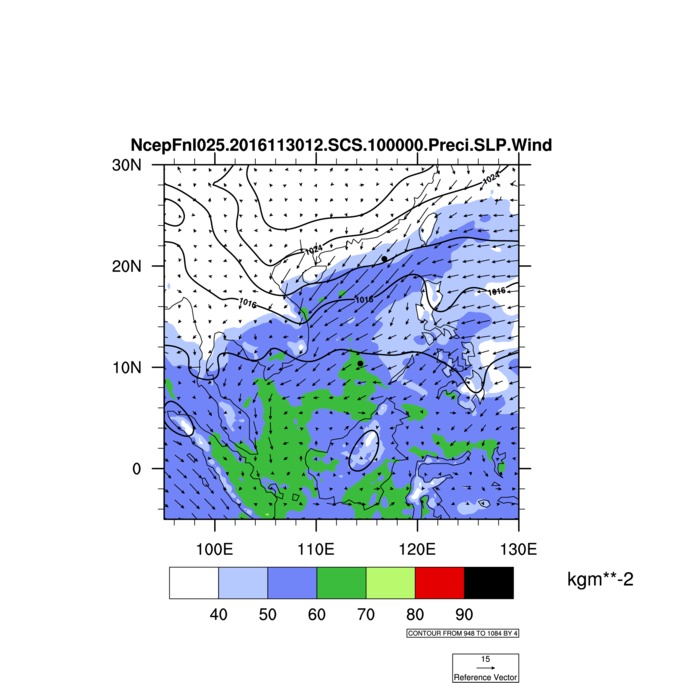 NcepFnl025.2016113012.SCS.100000.Preci.SLP.Wind
30N
1024
1024
20N
1016
1016
1016
10N
0
100E 110E 120E 130E
kgm**-2
40 50 60 70 80 90
CONTOUR FROM 948 TO 1084 BY 4
15
Reference Vector